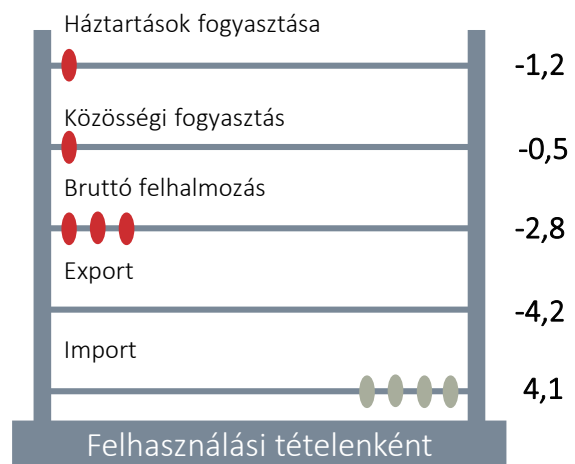 Háztartások fogyasztása
-1,2
Közösségi fogyasztás
-0,5
Bruttó felhalmozás
-2,8
Export
-4,2
Import
4,1
Felhasználási tételenként